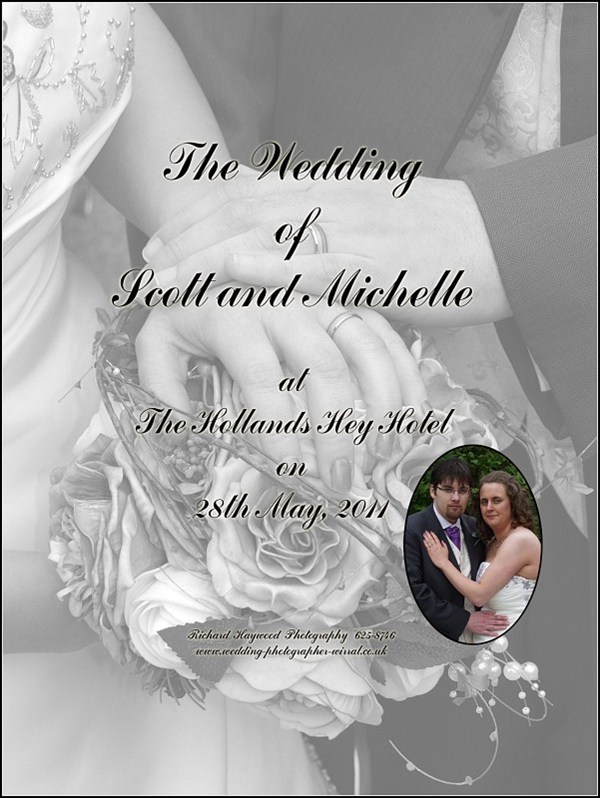 The Wedding
of
Scott and Michelle
at
The Hollands Hey Hotel
on
28th May, 2011
Richard Haywood Photography 625-8746
www.wedding-photographer-wirral.co.uk